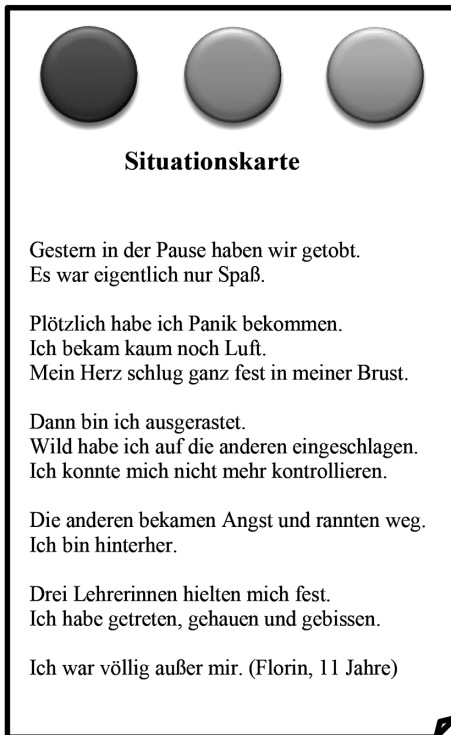 Situationskarte
Gestern in der Pause haben wir getobt.
Es war eigentlich nur Spaß.
Plötzlich habe ich Panik bekommen.
Ich bekam kaum noch Luft.
Mein Herz schlug ganz fest in meiner Brust.
Dann bin ich ausgerastet.
Wild habe ich auf die anderen eingeschlagen.
Ich konnte mich nicht mehr kontrollieren.
Die anderen bekamen Angst und rannten weg.
Ich bin hinterher.
Drei Lehrerinnen hielten mich fest.
Ich habe getreten, gehauen und gebissen.
Ich war völlig außer mir. (Florin, 11 Jahre)